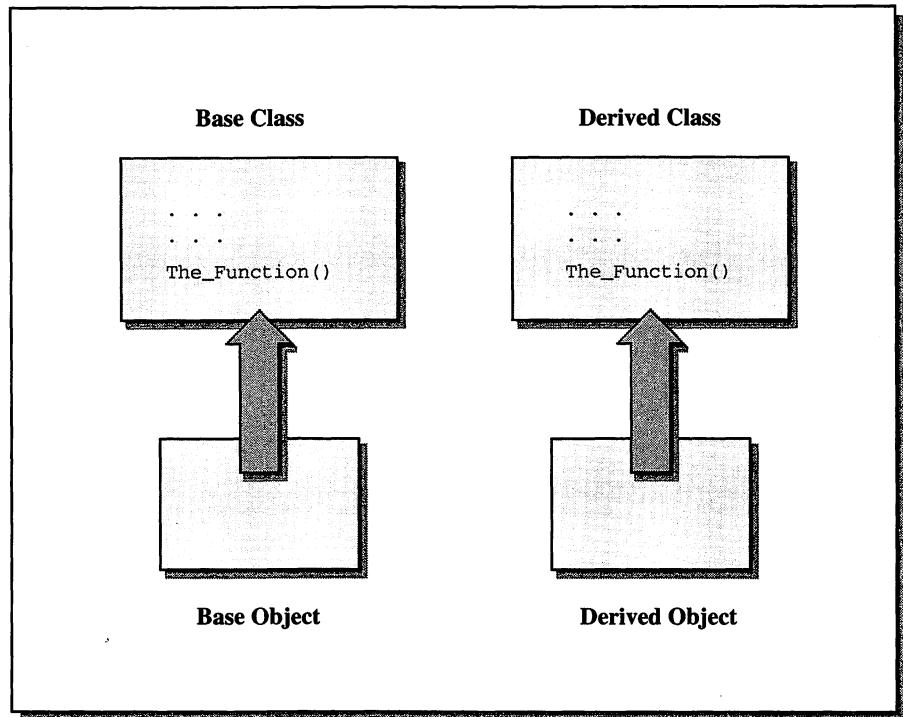 Base Class
Derived Class
. . .
. . .
The_Function()
. . .
. . .
The_Function()
Base Object
Derived Object